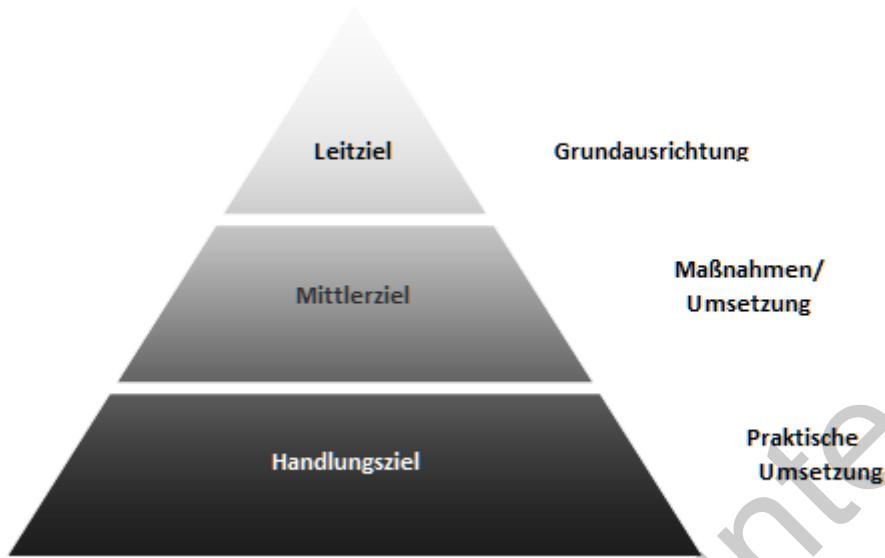 Leitziel Grundausrichtung
Maßnahmen/
Umsetzung
Mittlerziel
Praktische
Umsetzung
Handlungsziel